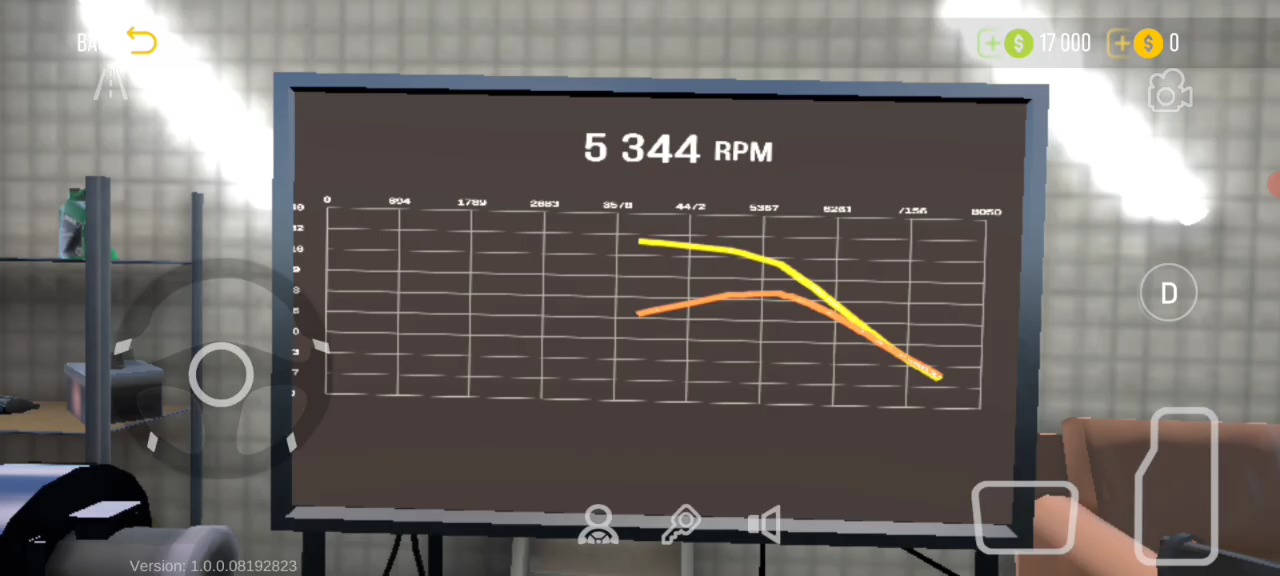 BA
17 000
0
5 344 RPM
0 894 1789 2683 3578 4472 5367 6261 7156 8050
D
Version: 1.0.0.08192823